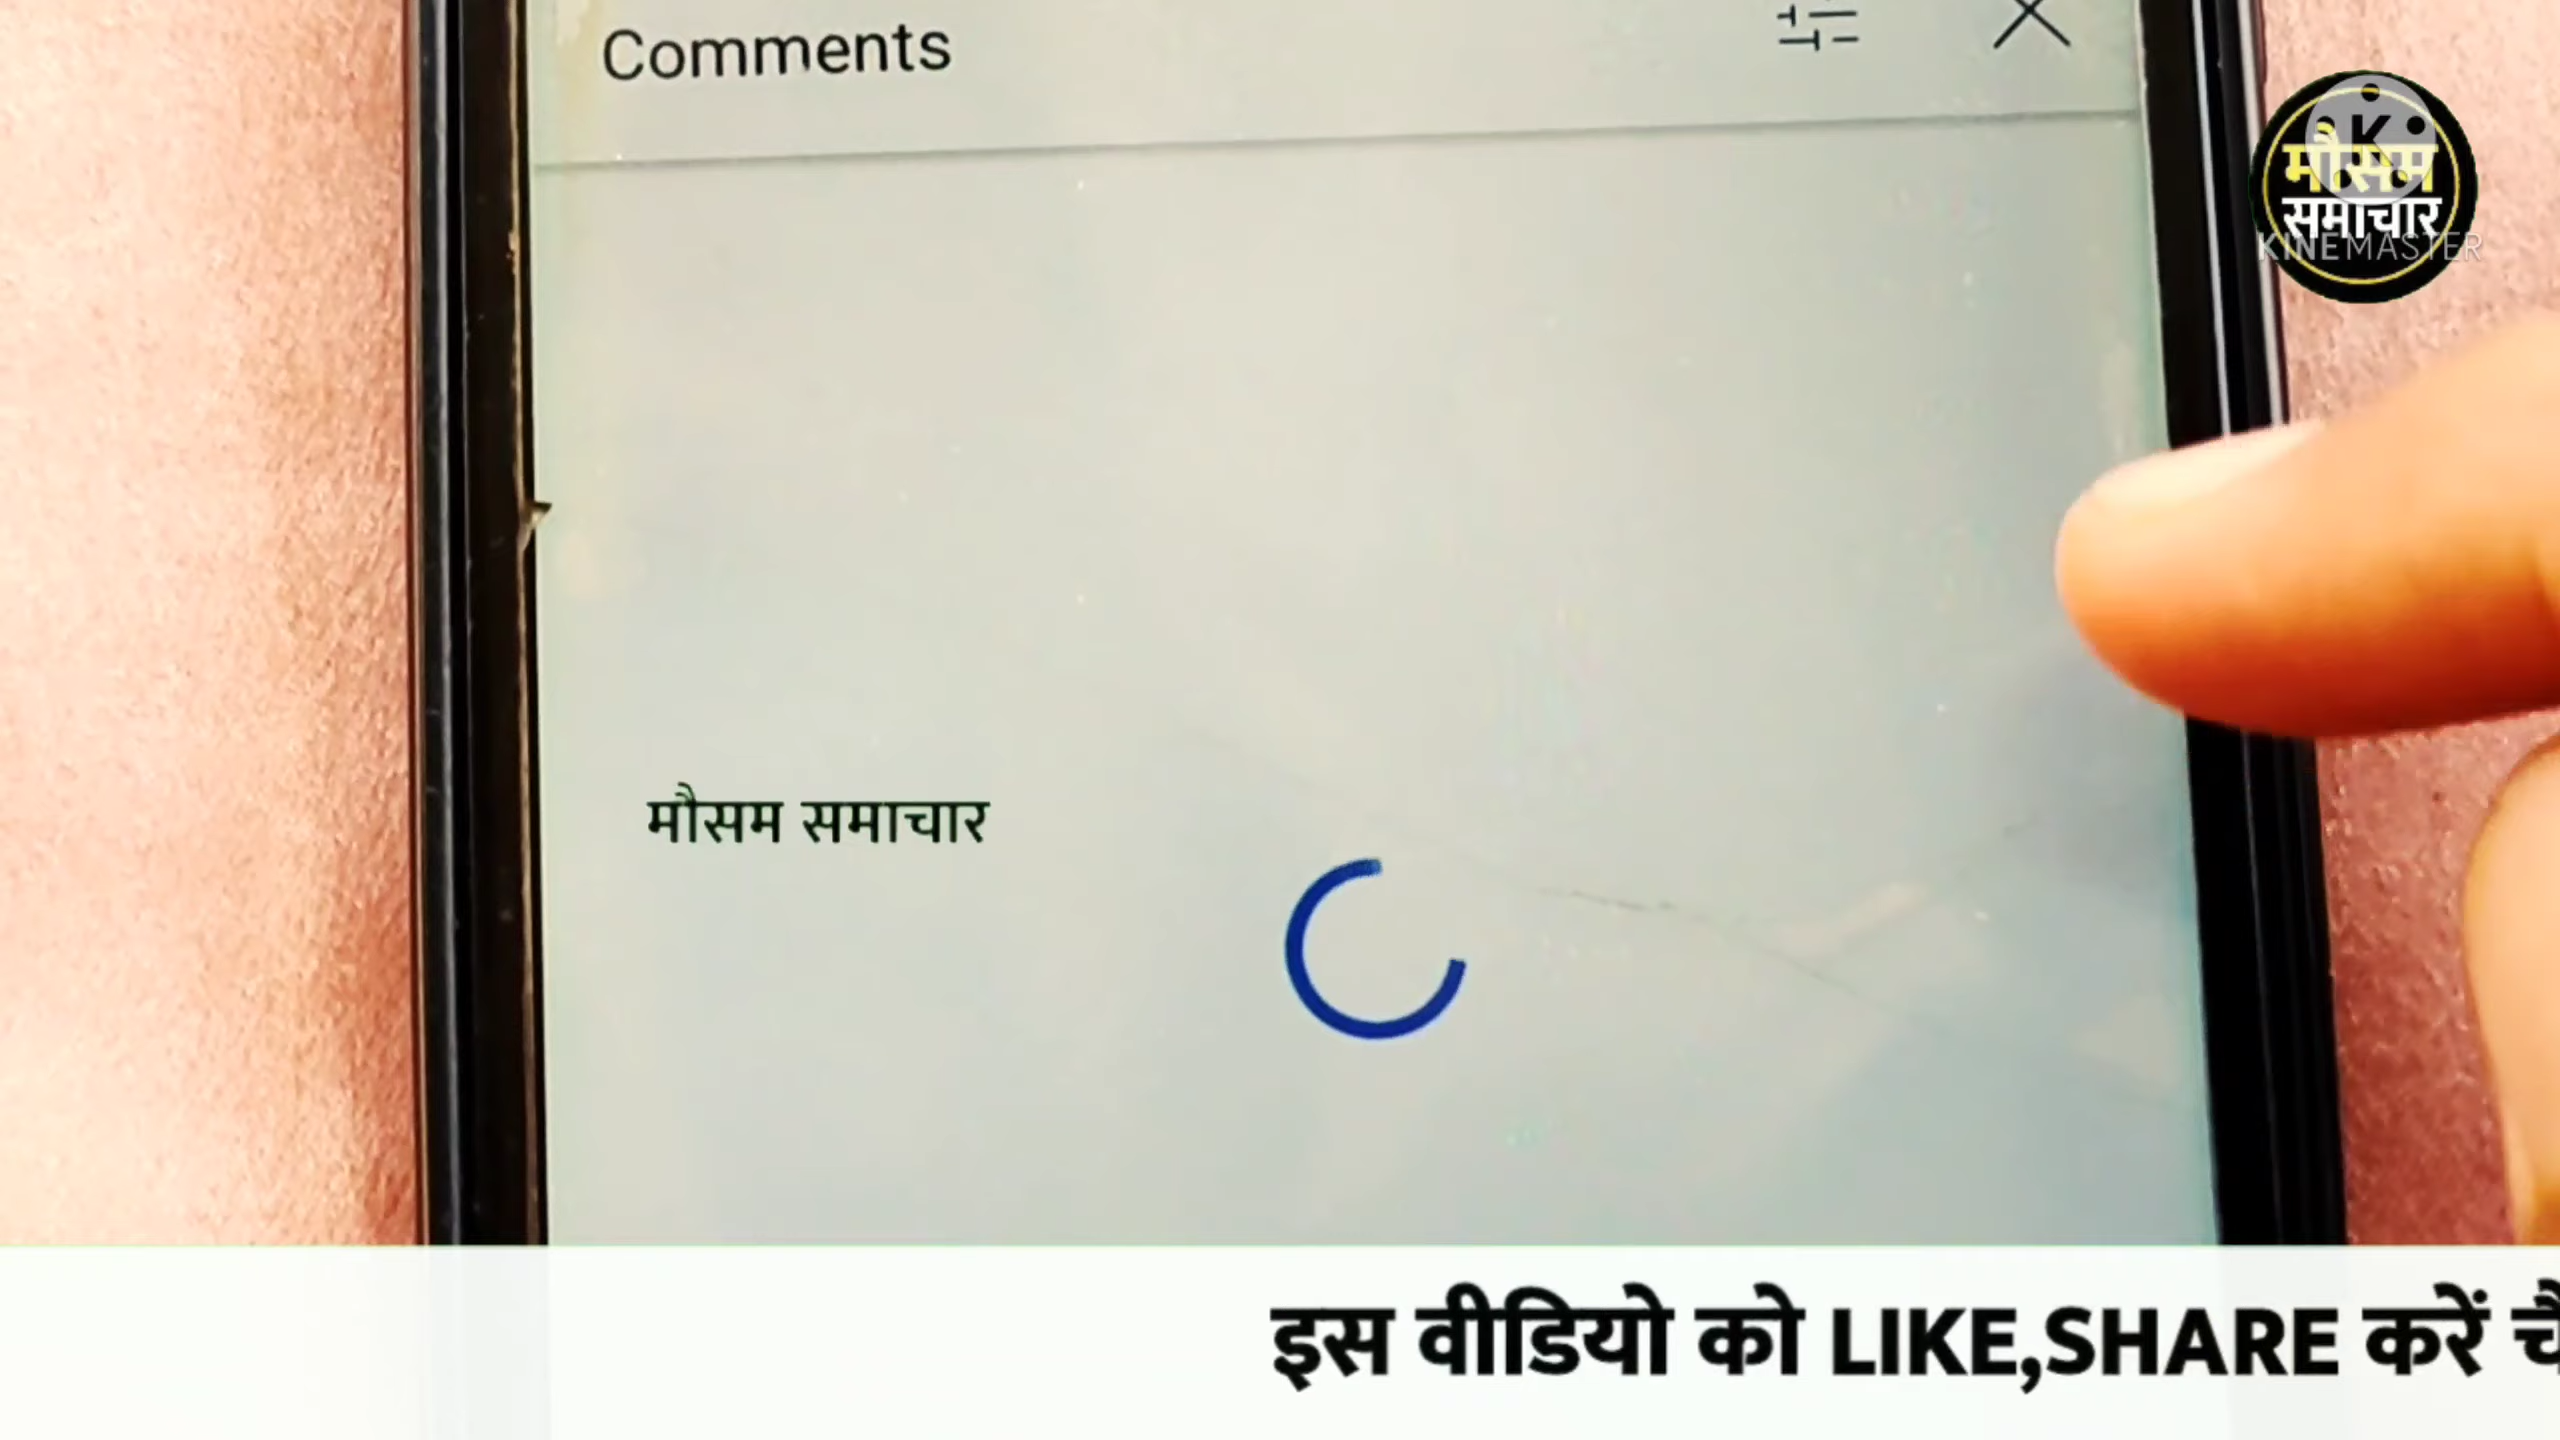 Comments
K
मौसम
समाचार
KINEMASTER
मौसम समाचार
इस वीडियो को LIKE,SHARE करें